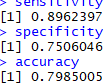 > sensitivity
[1] 0.8962397
> specificity
[1] 0.7506046
> accuracy
[1] 0.7985005